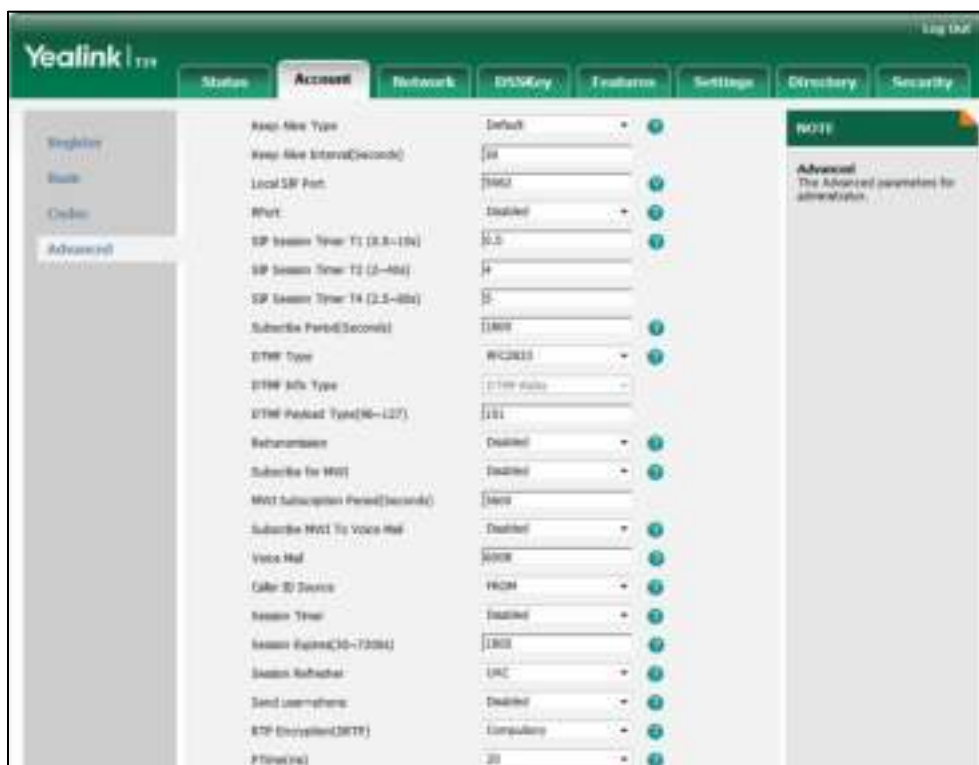 Log Out
Yealink
Status
Account
Network
DSSKey
Features
Settings
Directory
Security
Register
Basic
Codec
Advanced
Keep Alive Type Default
Keep Alive Interval(Seconds) 30
Local SIP Port
RPort Disabled
SIP Session Timer T1 (0.5~10s) 0.5
SIP Session Timer T2 (2~40s) 4
SIP Session Timer T4 (2.5~60s) 5
Subscribe Period(Seconds) 1800
DTMF Type RFC2833
DTMF Info Type DTMF-Relay
DTMF Payload Type(96~127) 101
Retransmission Disabled
Subscribe for MWI Disabled
MWI Subscription Period(Seconds) 3600
Subscribe MWI To Voice Mail Disabled
Voice Mail
Caller ID Source FROM
Session Timer Disabled
Session Expires(30~7200s) 1800
Session Refresher UAC
Send user=phone Disabled
RTP Encryption(SRTP) Compulsory
PTime(ms) 20
NOTE
Advanced
The Advanced parameters for
administrator.